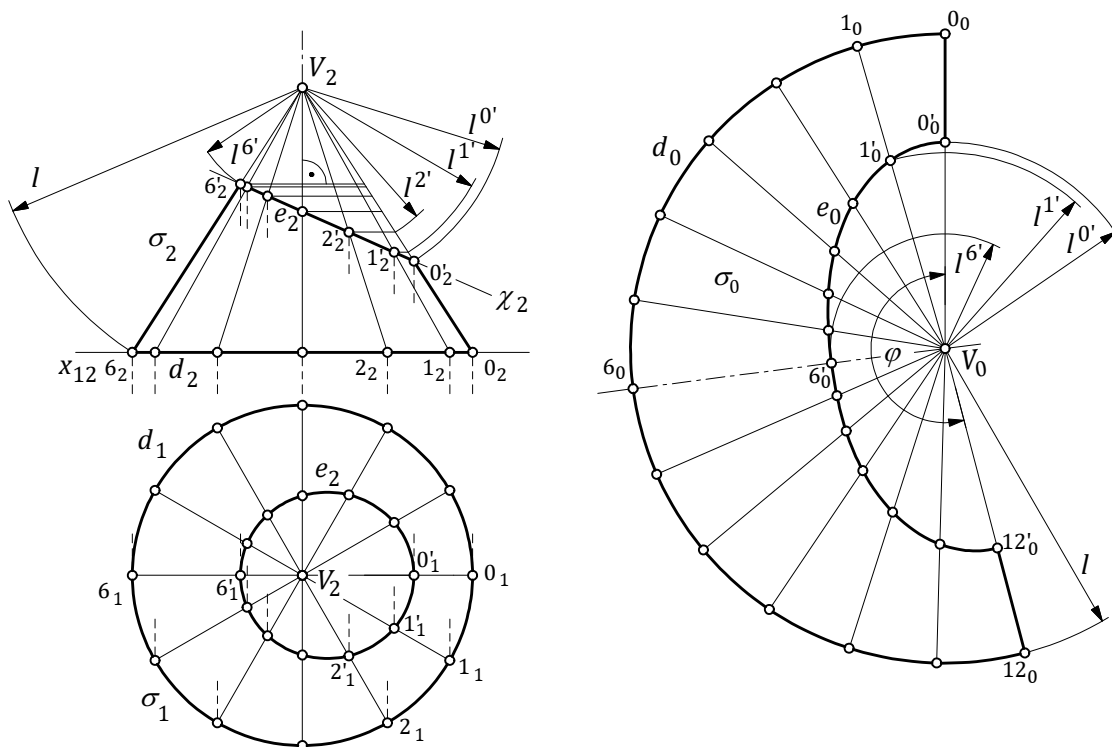 V₂
l
l⁶'
l⁰'
l¹'
l²'
6'₂
e₂
σ₂
2'₂
1'₂
0'₂
χ₂
x₁₂
6₂
d₂
2₂
1₂
0₂
d₁
e₂
6₁
6'₁
V₂
0'₁
0₁
1'₁
2'₁
1₁
σ₁
2₁
1₀
0₀
0'₀
1'₀
d₀
e₀
l¹'
l⁰'
l⁶'
σ₀
6₀
6'₀
φ
V₀
12'₀
l
12₀